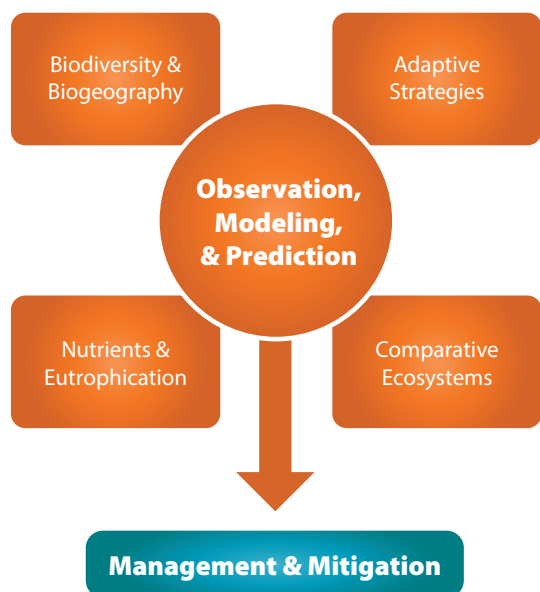 Biodiversity &
Biogeography
Adaptive
Strategies
Observation,
Modeling,
& Prediction
Nutrients &
Eutrophication
Comparative
Ecosystems
Management & Mitigation